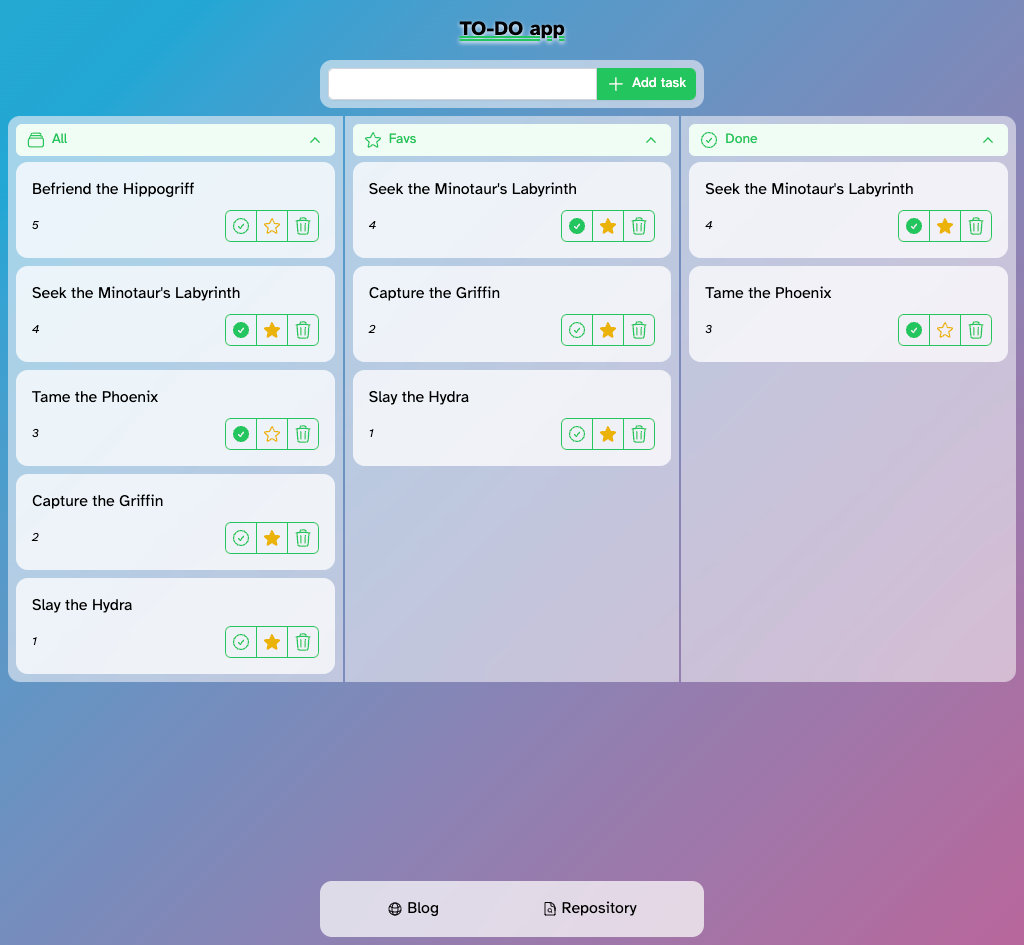 TO-DO app
Add task
All
Befriend the Hippogriff
5
Seek the Minotaur's Labyrinth
4
Tame the Phoenix
3
Capture the Griffin
2
Slay the Hydra
1
Favs
Seek the Minotaur's Labyrinth
4
Capture the Griffin
2
Slay the Hydra
1
Done
Seek the Minotaur's Labyrinth
4
Tame the Phoenix
3
Blog
Repository